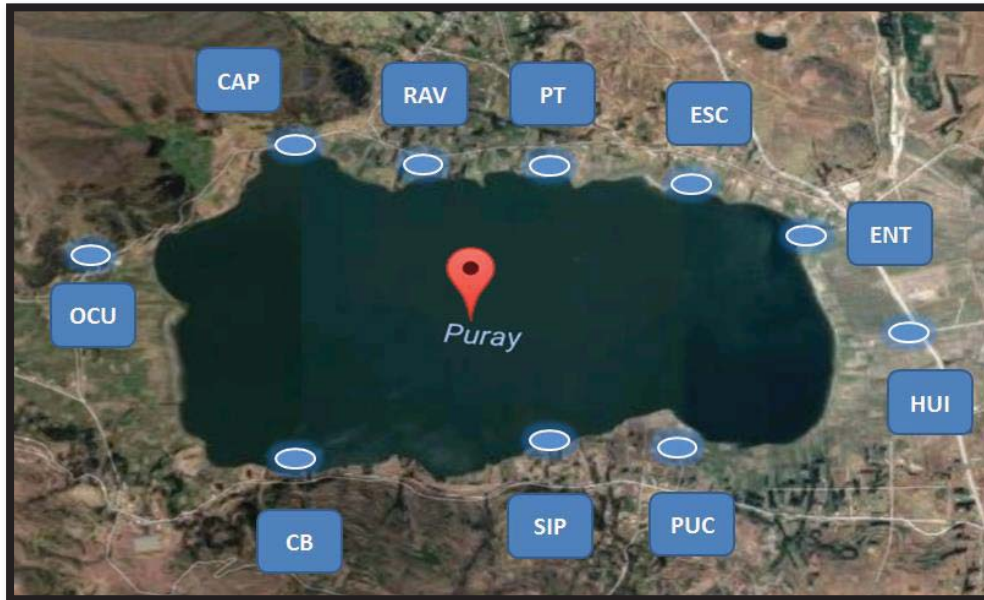 CAP
RAV
PT
ESC
ENT
OCU
Puray
HUI
CB
SIP
PUC